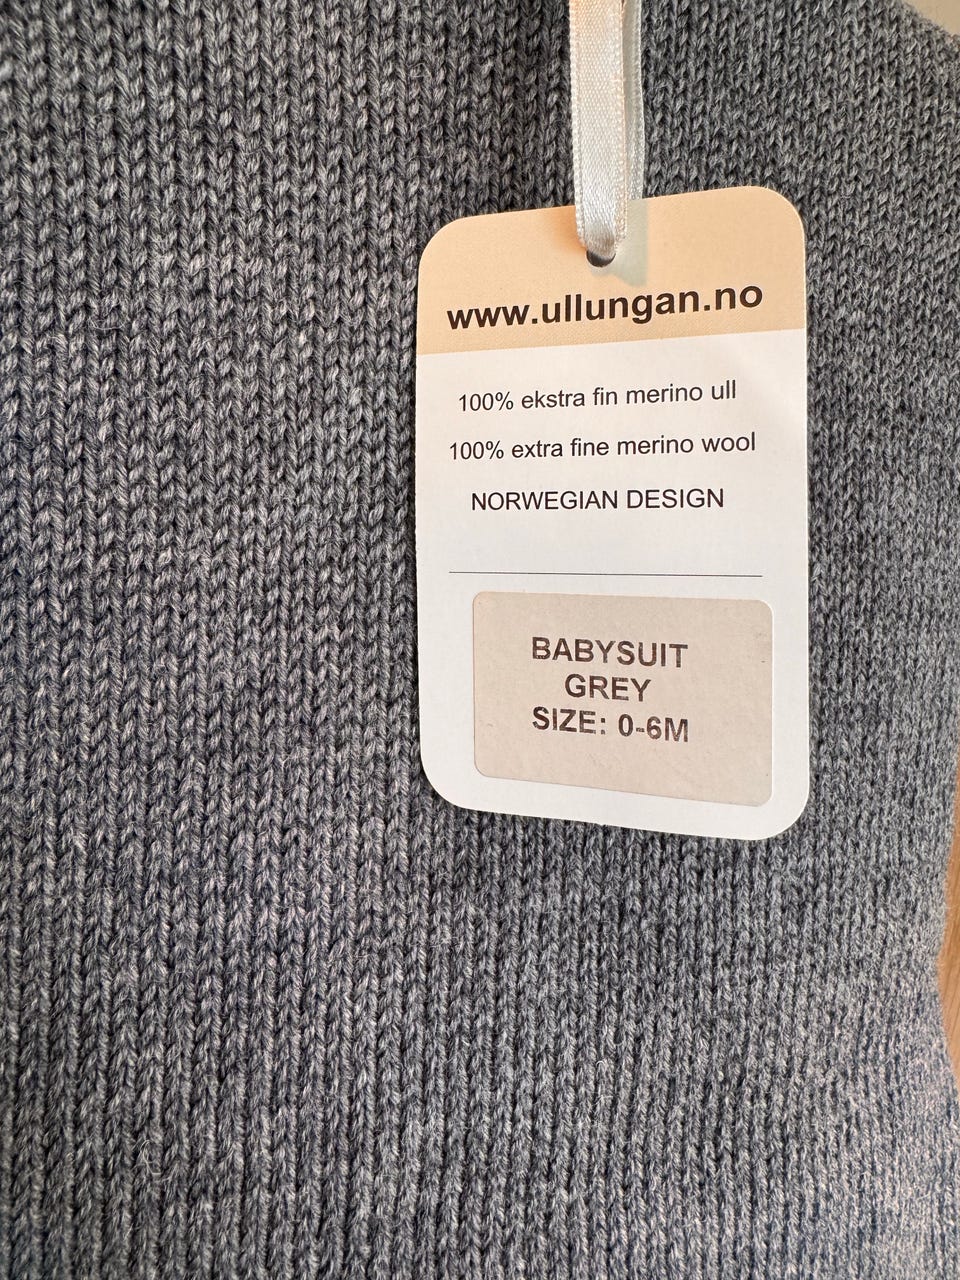 www.ullungan.no
100% ekstra fin merino ull
100% extra fine merino wool
NORWEGIAN DESIGN
BABYSUIT
GREY
SIZE: 0-6M